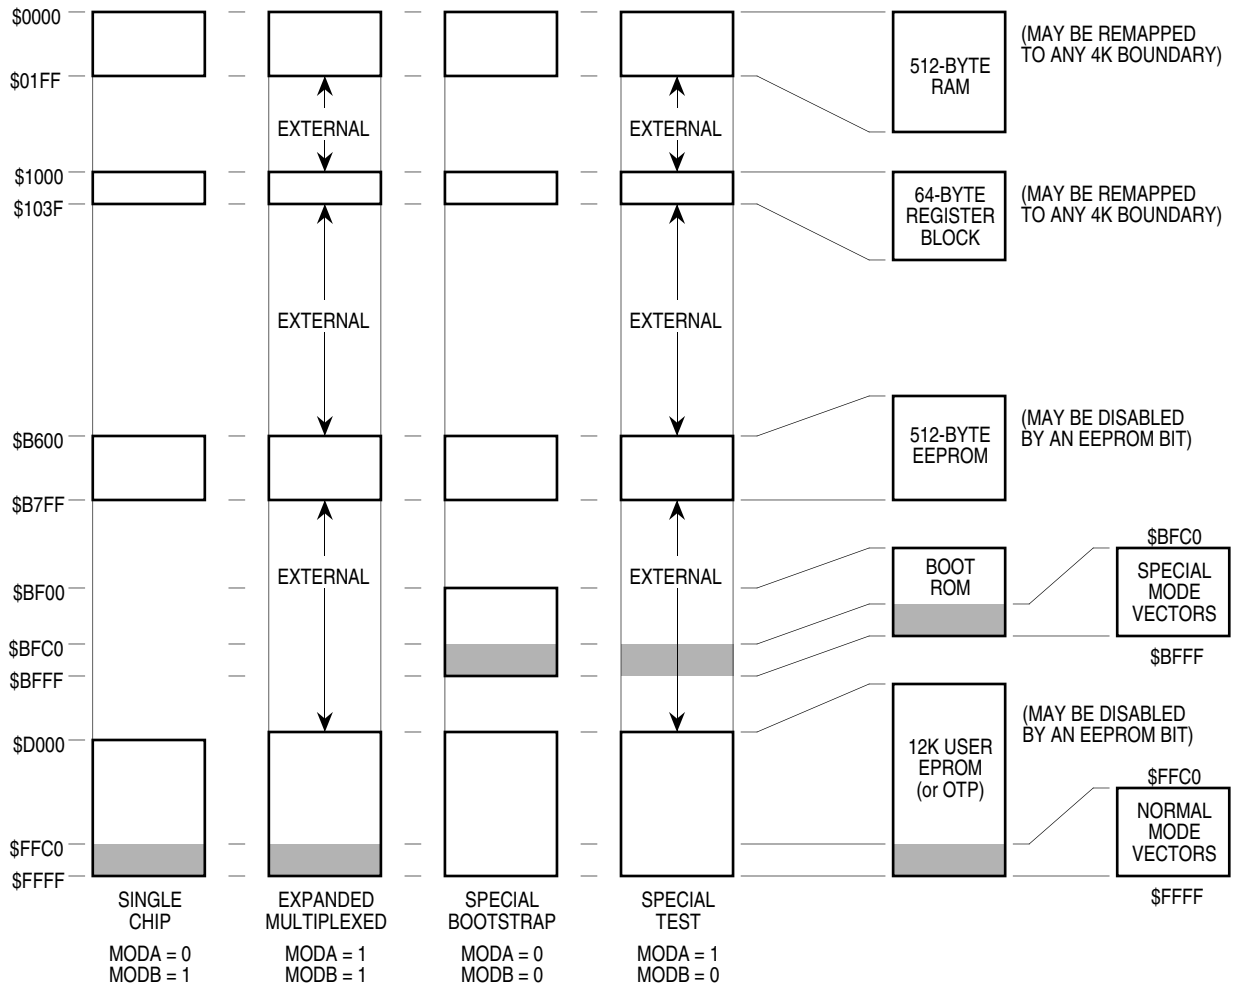 $0000
$01FF
$1000
$103F
$B600
$B7FF
$BF00
$BFC0
$BFFF
$D000
$FFC0
$FFFF
EXTERNAL
EXTERNAL
EXTERNAL
EXTERNAL
EXTERNAL
EXTERNAL
512-BYTE
RAM
(MAY BE REMAPPED
TO ANY 4K BOUNDARY)
64-BYTE
REGISTER
BLOCK
(MAY BE REMAPPED
TO ANY 4K BOUNDARY)
512-BYTE
EEPROM
(MAY BE DISABLED
BY AN EEPROM BIT)
BOOT
ROM
$BFC0
SPECIAL
MODE
VECTORS
$BFFF
12K USER
EPROM
(or OTP)
(MAY BE DISABLED
BY AN EEPROM BIT)
$FFC0
NORMAL
MODE
VECTORS
$FFFF
SINGLE
CHIP
MODA = 0
MODB = 1
EXPANDED
MULTIPLEXED
MODA = 1
MODB = 1
SPECIAL
BOOTSTRAP
MODA = 0
MODB = 0
SPECIAL
TEST
MODA = 1
MODB = 0